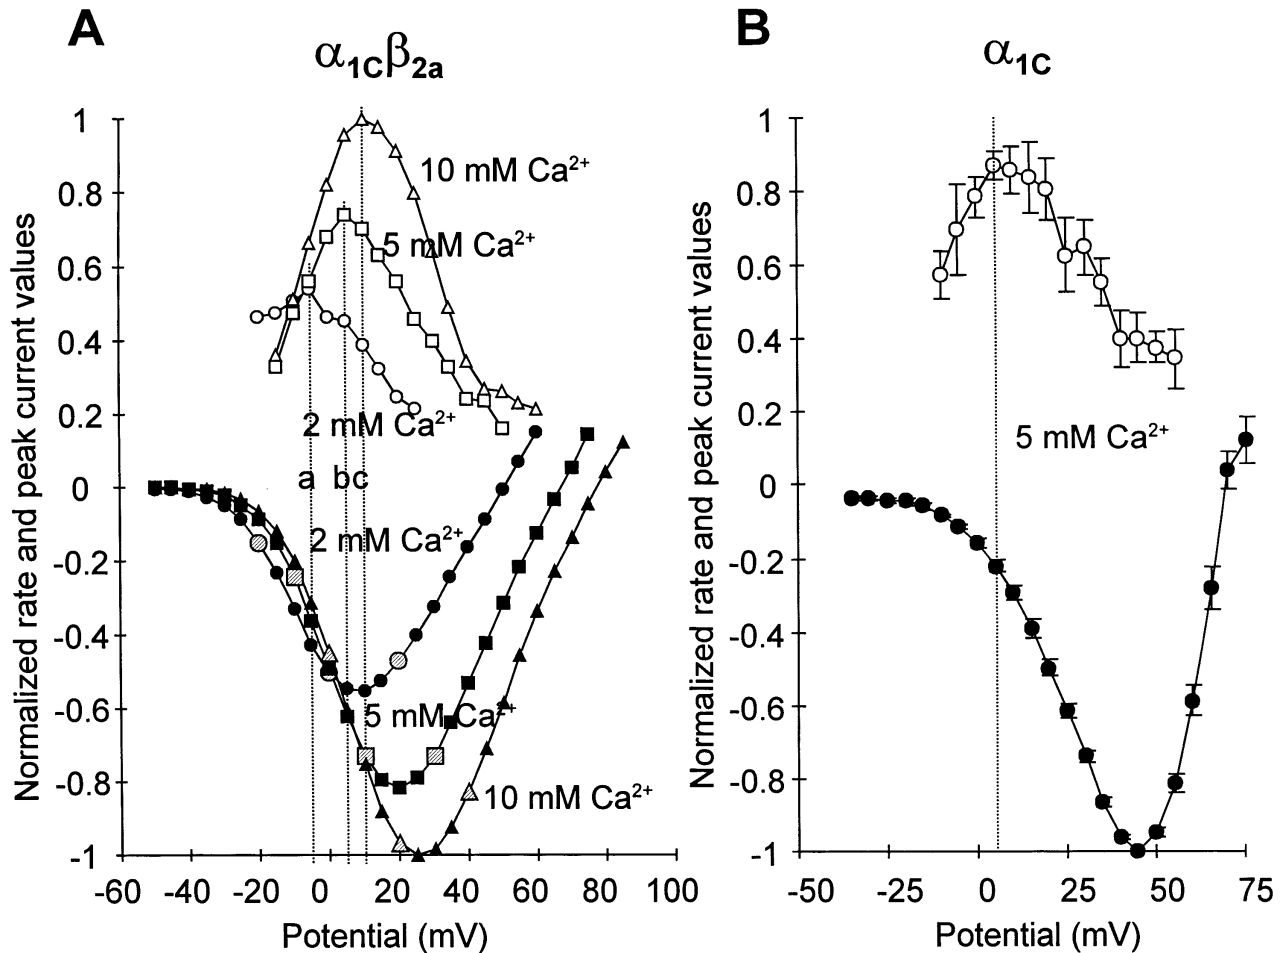 A
α1Cβ2a
Normalized rate and peak current values
1
0.8
0.6
0.4
0.2
0
-0.2
-0.4
-0.6
-0.8
-1
10 mM Ca2+
5 mM Ca2+
2 mM Ca2+
a bc
2 mM Ca2+
5 mM Ca2+
10 mM Ca2+
-60 -40 -20 0 20 40 60 80 100
Potential (mV)
B
α1C
Normalized rate and peak current values
1
0.8
0.6
0.4
0.2
0
-0.2
-0.4
-0.6
-0.8
-1
5 mM Ca2+
-50 -25 0 25 50 75
Potential (mV)